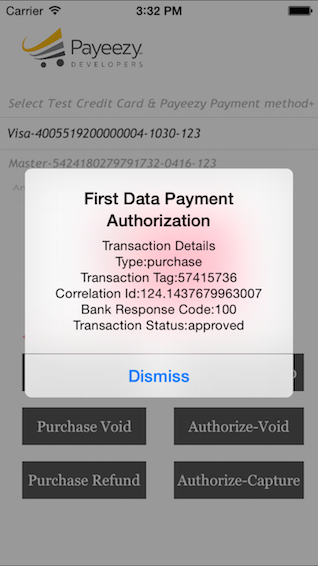 Carrier 3:32 PM
Payeezy
DEVELOPERS
Select Test Credit Card & Payeezy Payment method+
Visa-4005519200000004-1030-123
Master-5424180279791732-0416-123
First Data Payment
Authorization
Transaction Details
Type:purchase
Transaction Tag:57415736
Correlation Id:124.1437679963007
Bank Response Code:100
Transaction Status:approved
Dismiss
Purchase Void Authorize-Void
Purchase Refund Authorize-Capture